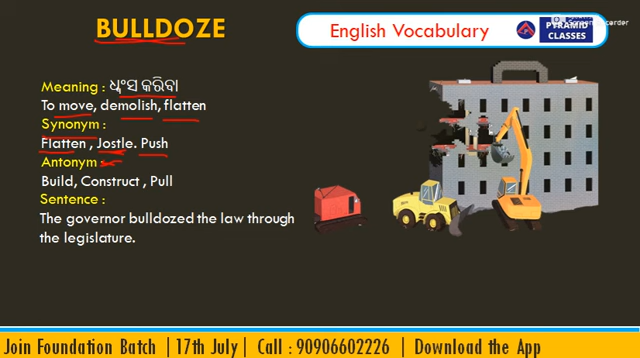 BULLDOZE
English Vocabulary
PYRAMID
CLASSES
Meaning : ଧ୍ୱଂସ କରିବା
To move, demolish, flatten
Synonym :
Flatten , Jostle. Push
Antonym :
Build, Construct , Pull
Sentence :
The governor bulldozed the law through
the legislature.
Join Foundation Batch | 17th July | Call : 90906602226 | Download the App